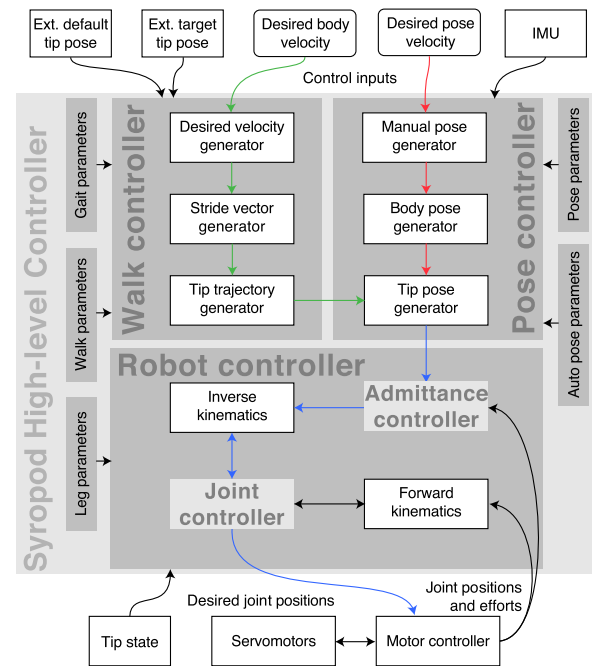 Ext. default
tip pose
Ext. target
tip pose
Desired body
velocity
Desired pose
velocity
IMU
Control inputs
Syropod High-level Controller
Gait parameters
Walk parameters
Leg parameters
Walk controller
Desired velocity
generator
Stride vector
generator
Tip trajectory
generator
Manual pose
generator
Body pose
generator
Tip pose
generator
Pose controller
Pose parameters
Auto pose parameters
Robot controller
Inverse
kinematics
Admittance
controller
Joint
controller
Forward
kinematics
Desired joint positions
Joint positions
and efforts
Tip state
Servomotors
Motor controller